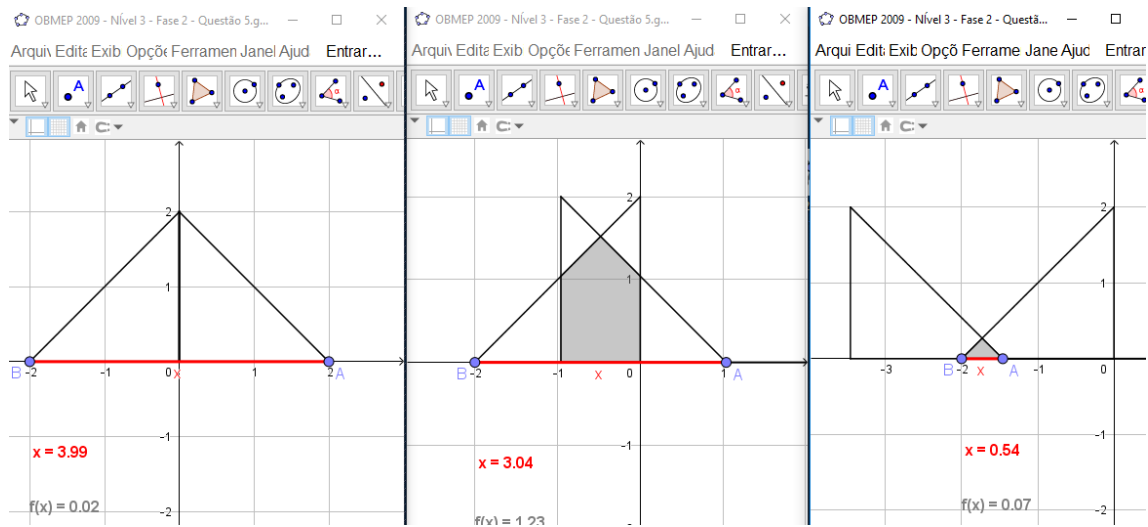 OBMEP 2009 - NÍvel 3 - Fase 2 - Questão 5.g...
Arqui Edita Exib Opçõe Ferramen Janel Ajud Entrar...
A
α
2
1
B -2 -1 0 x 2 A
-1
x = 3.99
f(x) = 0.02
-2
OBMEP 2009 - NÍvel 3 - Fase 2 - Questão 5.g...
Arqui Edita Exib Opçõe Ferramen Janel Ajud Entrar...
A
α
2
1
B -2 -1 x 0 1 A
-1
x = 3.04
f(x) = 1.23
OBMEP 2009 - NÍvel 3 - Fase 2 - Questã...
Arqui Edita Exib Opçõ Ferrame Jane Ajud Entrar
A
α
2
1
-3 B -2 x A -1 0
-1
x = 0.54
f(x) = 0.07
-2